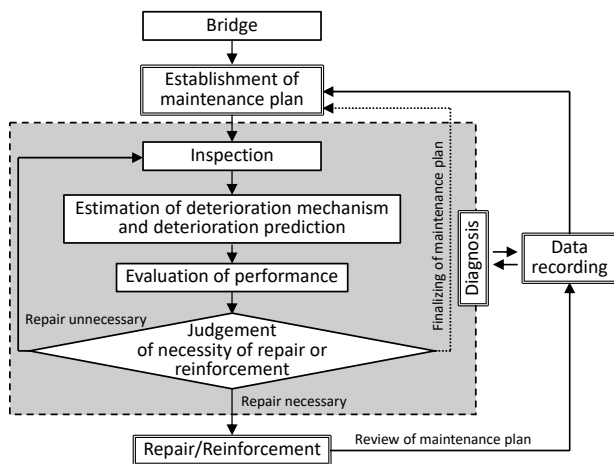 Bridge
Establishment of
maintenance plan
Inspection
Estimation of deterioration mechanism
and deterioration prediction
Evaluation of performance
Repair unnecessary
Judgement
of necessity of repair or
reinforcement
Repair necessary
Repair/Reinforcement
Review of maintenance plan
Finalizing of maintenance plan
Diagnosis
Data
recording